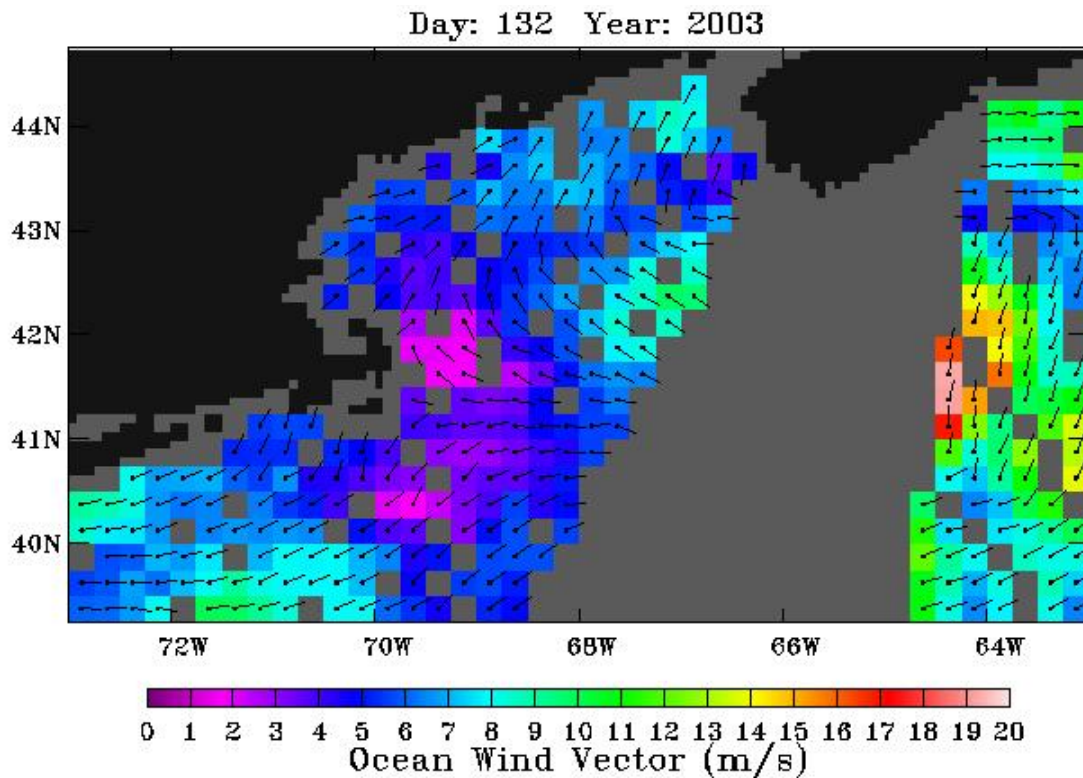 Day: 132 Year: 2003
44N
43N
42N
41N
40N
72W 70W 68W 66W 64W
0 1 2 3 4 5 6 7 8 9 10 11 12 13 14 15 16 17 18 19 20
Ocean Wind Vector (m/s)